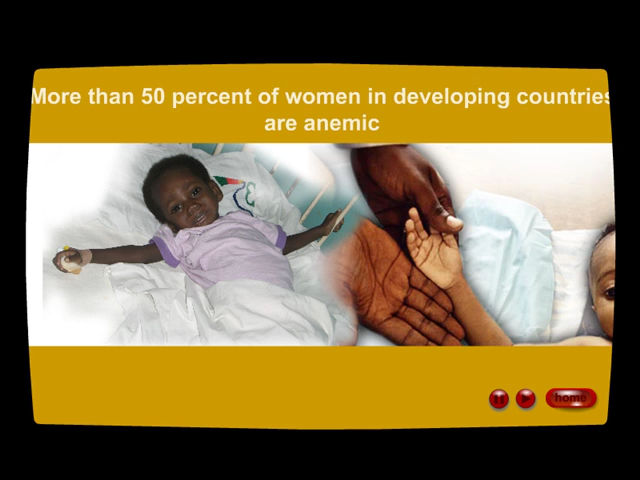 More than 50 percent of women in developing countries
are anemic
home